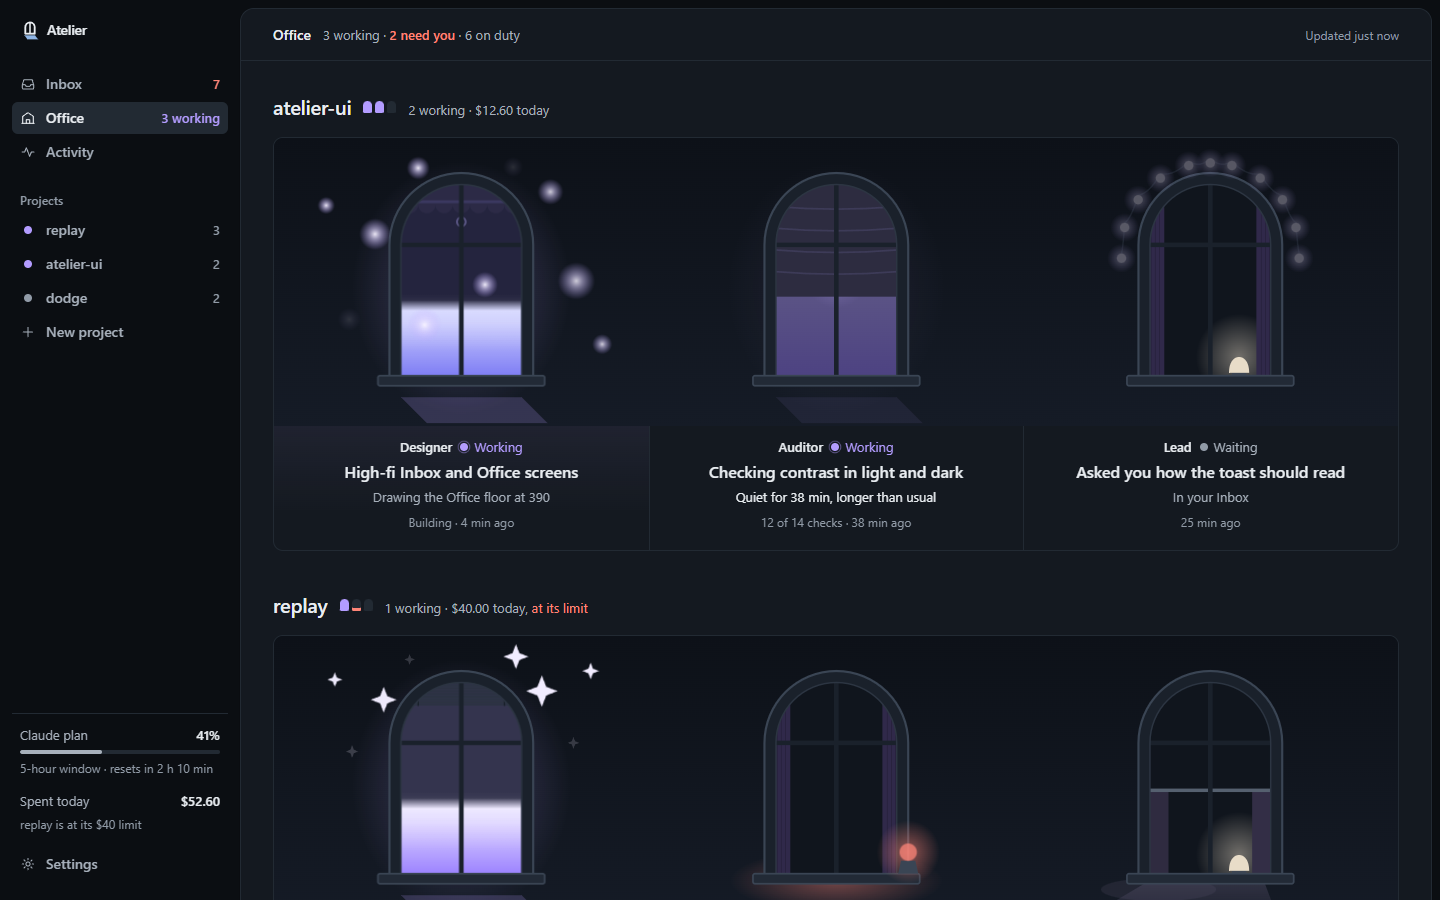 Atelier
Inbox 7
Office 3 working
Activity
Projects
replay 3
atelier-ui 2
dodge 2
New project
Claude plan 41%
5-hour window · resets in 2 h 10 min
Spent today $52.60
replay is at its $40 limit
Settings
Office 3 working · 2 need you · 6 on duty
Updated just now
atelier-ui 2 working · $12.60 today
Designer Working
High-fi Inbox and Office screens
Drawing the Office floor at 390
Building · 4 min ago
Auditor Working
Checking contrast in light and dark
Quiet for 38 min, longer than usual
12 of 14 checks · 38 min ago
Lead Waiting
Asked you how the toast should read
In your Inbox
25 min ago
replay 1 working · $40.00 today, at its limit